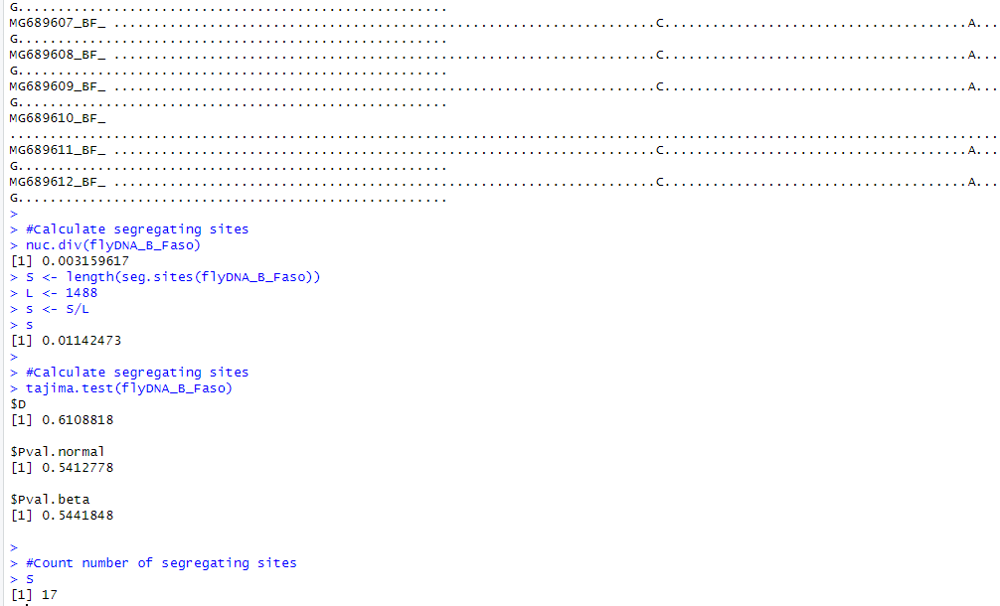 G......................................................
MG689607_BF_ ....................................................................C......................................A...
G......................................................
MG689608_BF_ ....................................................................C......................................A...
G......................................................
MG689609_BF_ ....................................................................C......................................A...
G......................................................
MG689610_BF_
............................................................................................................................
MG689611_BF_ ....................................................................C......................................A...
G......................................................
MG689612_BF_ ....................................................................C......................................A...
G......................................................
>
> #Calculate segregating sites
> nuc.div(flyDNA_B_Faso)
[1] 0.003159617
> S <- length(seg.sites(flyDNA_B_Faso))
> L <- 1488
> s <- S/L
> s
[1] 0.01142473
>
> #Calculate segregating sites
> tajima.test(flyDNA_B_Faso)
$D
[1] 0.6108818

$Pval.normal
[1] 0.5412778

$Pval.beta
[1] 0.5441848

>
> #Count number of segregating sites
> S
[1] 17